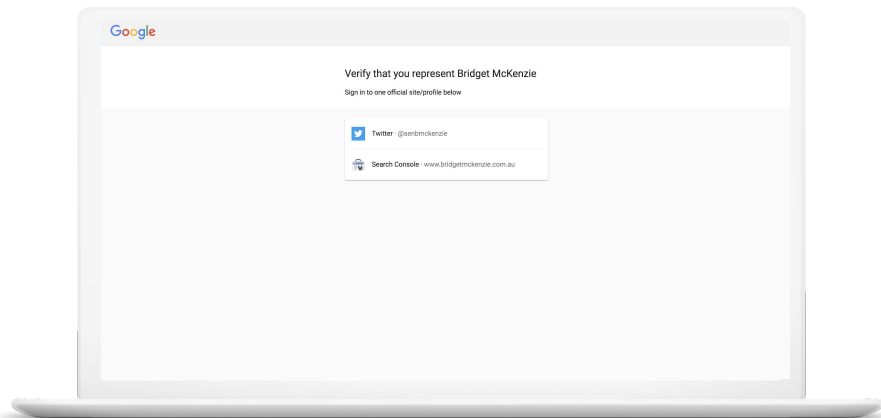 Google
Verify that you represent Bridget McKenzie
Sign in to one official site/profile below
Twitter · @senbmckenzie
Search Console · www.bridgetmckenzie.com.au